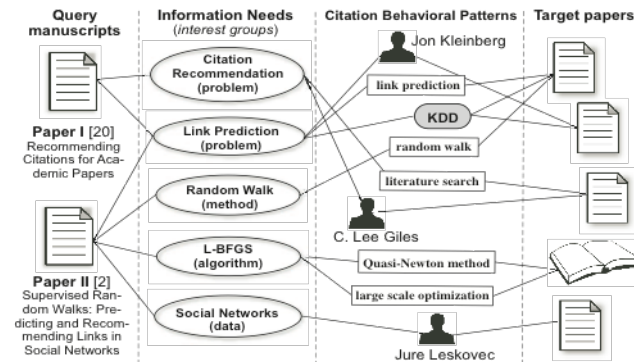 Query manuscripts
Information Needs
(interest groups)
Citation Behavioral Patterns
Target papers
Paper I [20]
Recommending
Citations for Aca-
demic Papers
Paper II [2]
Supervised Ran-
dom Walks: Pre-
dicting and Recom-
mending Links in
Social Networks
Citation
Recommendation
(problem)
Link Prediction
(problem)
Random Walk
(method)
L-BFGS
(algorithm)
Social Networks
(data)
Jon Kleinberg
link prediction
KDD
random walk
literature search
C. Lee Giles
Quasi-Newton method
large scale optimization
Jure Leskovec